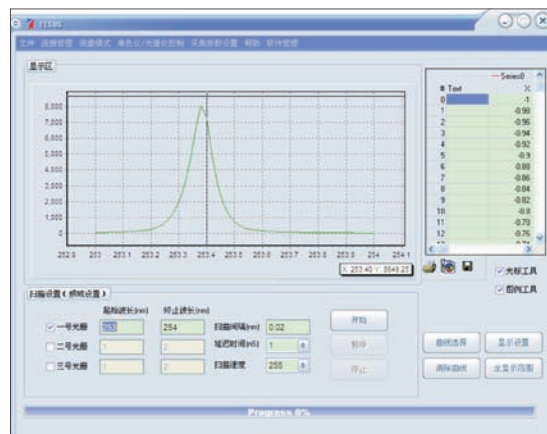 YTSDS
文件 连接管理 测量模式 单色仪/光谱仪控制 采集参数设置 帮助 软件管理
显示区
8,000
7,000
6,000
5,000
4,000
3,000
2,000
1,000
0
252.9 253 253.1 253.2 253.3 253.4 253.5 253.6 253.7 253.8 253.9 254 254.1
X: 253.40 Y: 8648.25
Series0
# Text X
0 -1
1 -0.98
2 -0.96
3 -0.94
4 -0.92
5 -0.9
6 -0.88
7 -0.86
8 -0.84
9 -0.82
10 -0.8
11 -0.78
12 -0.76
光标工具
图例工具
起始波长(nm) 终止波长(nm)
一号光栅 253 254 扫描间隔(nm) 0.02 开始
二号光栅 1 2 延迟时间(mS) 1 暂停
三号光栅 1 2 扫描速度 255 停止
曲线选择 显示设置
清除曲线 全显示范围
Progress 0%